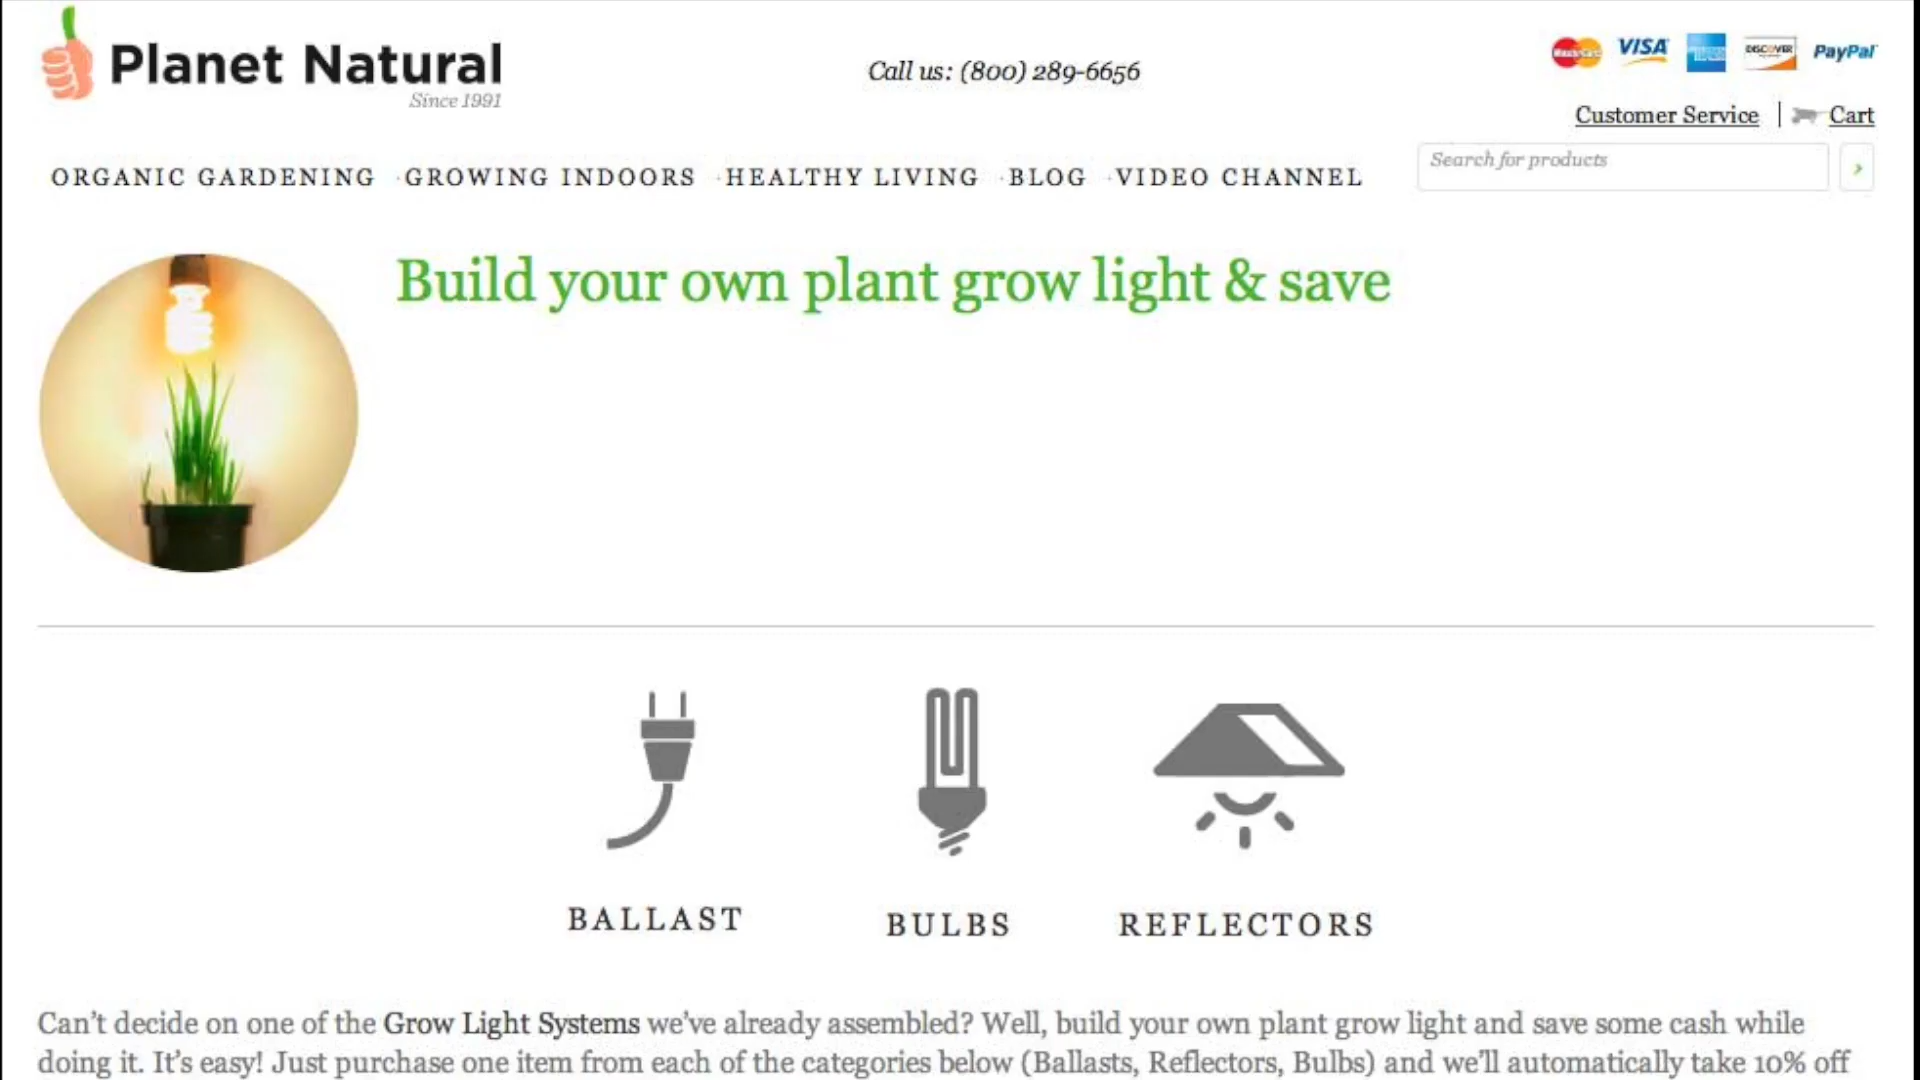 Planet Natural
Since 1991
Call us: (800) 289-6656
MasterCard VISA DISCOVER PayPal
Customer Service | Cart
ORGANIC GARDENING · GROWING INDOORS · HEALTHY LIVING · BLOG · VIDEO CHANNEL
Search for products
Build your own plant grow light & save
BALLAST
BULBS
REFLECTORS
Can't decide on one of the Grow Light Systems we've already assembled? Well, build your own plant grow light and save some cash while
doing it. It's easy! Just purchase one item from each of the categories below (Ballasts, Reflectors, Bulbs) and we'll automatically take 10% off